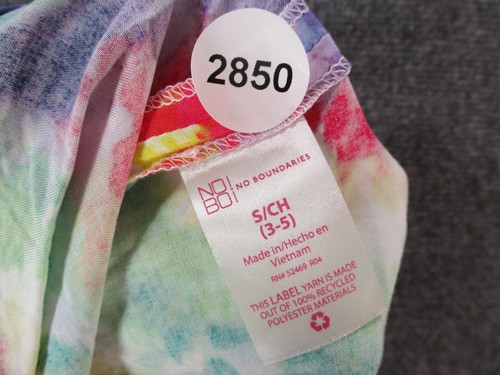 2850
NO!
BO!
NO BOUNDARIES
S/CH
(3-5)
Made in/Hecho en
Vietnam
RN# 52469 R04
THIS LABEL YARN IS MADE
OUT OF 100% RECYCLED
POLYESTER MATERIALS